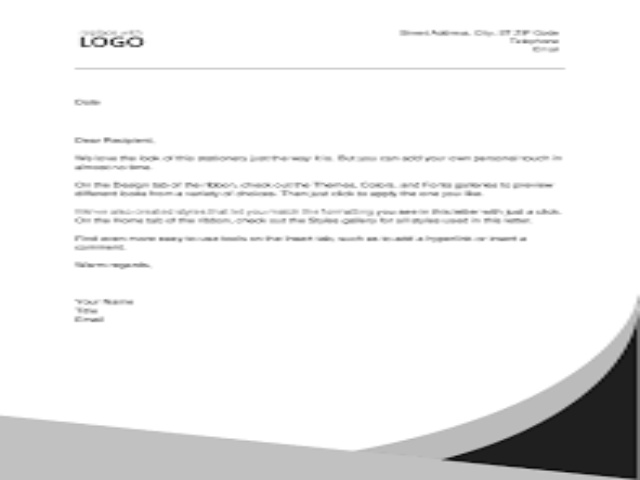 replace with
LOGO
Street Address, City, ST ZIP Code
Telephone
Email
Date
Dear Recipient,
We love the look of this stationery just the way it is. But you can add your own personal touch in
almost no time.
On the Design tab of the ribbon, check out the Themes, Colors, and Fonts galleries to preview
different looks from a variety of choices. Then just click to apply the one you like.
We've also created styles that let you match the formatting you see in this letter with just a click.
On the Home tab of the ribbon, check out the Styles gallery for all styles used in this letter.
Find even more easy-to-use tools on the Insert tab, such as to add a hyperlink or insert a
comment.
Warm regards,
Your Name
Title
Email